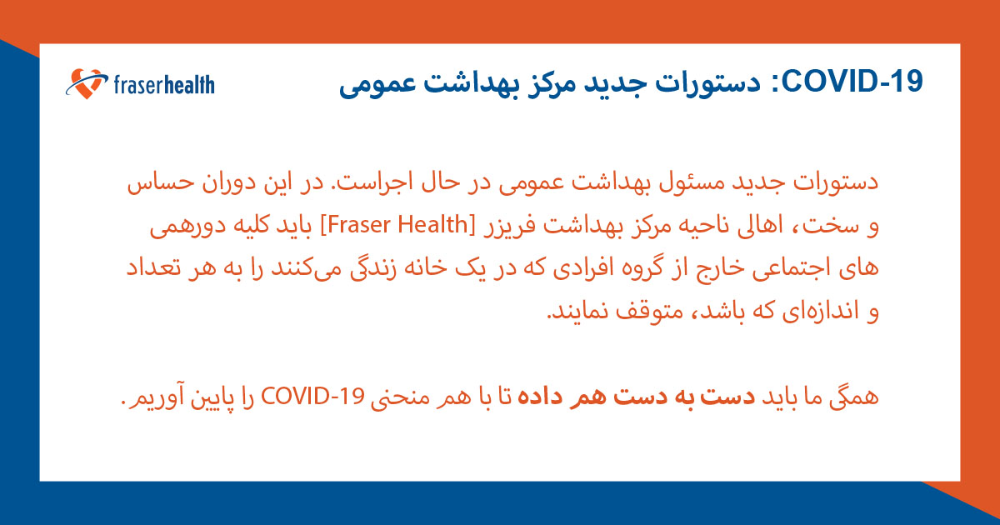 fraserhealth
COVID-19: دستورات جدید مرکز بهداشت عمومی
دستورات جدید مسئول بهداشت عمومی در حال اجراست. در این دوران حساس
و سخت، اهالی ناحیه مرکز بهداشت فریزر [Fraser Health] باید کلیه دورهمی
های اجتماعی خارج از گروه افرادی که در یک خانه زندگی می‌کنند را به هر تعداد
و اندازه‌ای که باشد، متوقف نمایند.
همگی ما باید دست به دست هم داده تا با هم منحنی COVID-19 را پایین آوریم.